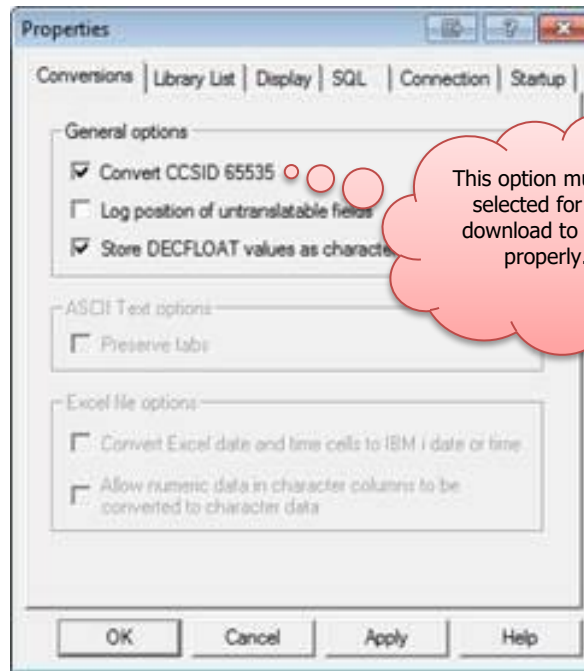 Properties
Conversions Library List Display SQL Connection Startup
General options
Convert CCSID 65535
Log position of untranslatable fields
Store DECFLOAT values as characte
This option mu
selected for
download to
properly.
ASCII Text options
Preserve tabs
Excel file options
Convert Excel date and time cells to IBM i date or time
Allow numeric data in character columns to be
converted to character data
OK Cancel Apply Help